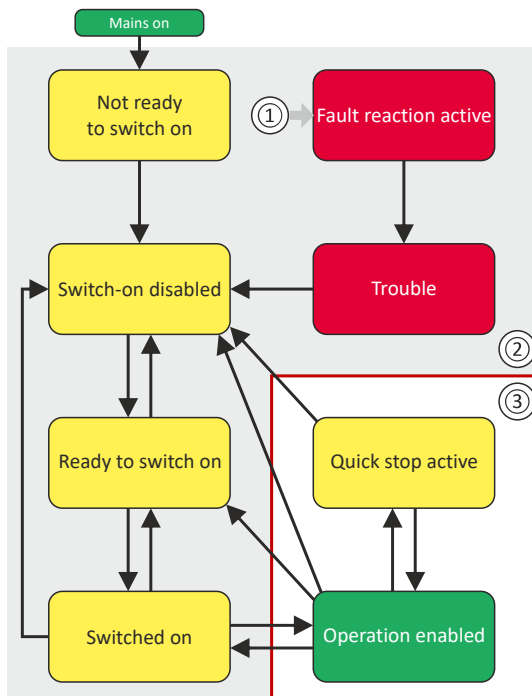 Mains on
Not ready
to switch on
①
Fault reaction active
Switch-on disabled
Trouble
②
③
Ready to switch on
Quick stop active
Switched on
Operation enabled